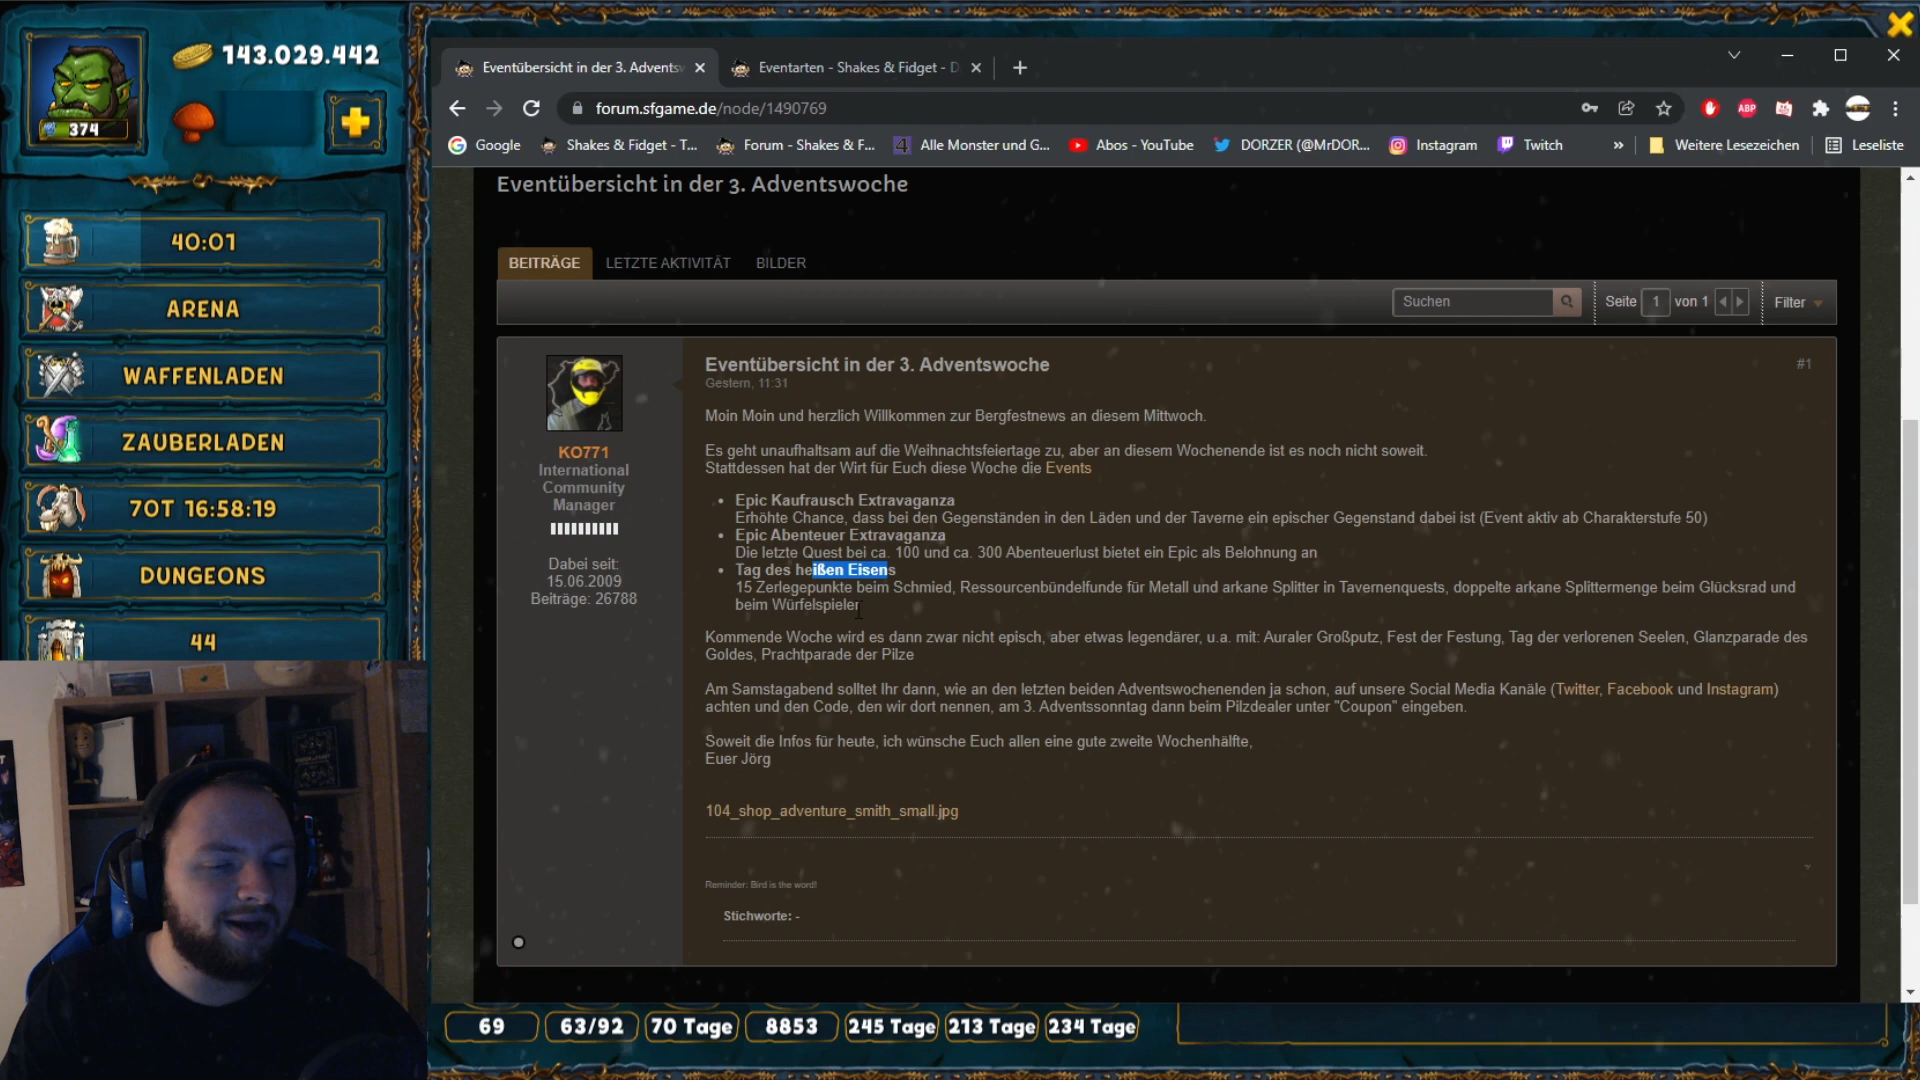 143.029.442
374
40:01
ARENA
WAFFENLADEN
ZAUBERLADEN
70T 16:58:19
DUNGEONS
44
Eventübersicht in der 3. Adventsw
Eventarten - Shakes & Fidget - D
forum.sfgame.de/node/1490769
ABP
Google
Shakes & Fidget - T...
Forum - Shakes & F...
Alle Monster und G...
Abos - YouTube
DORZER (@MrDOR...
Instagram
Twitch
»
Weitere Lesezeichen
Leseliste
Eventübersicht in der 3. Adventswoche
BEITRÄGE
LETZTE AKTIVITÄT
BILDER
Suchen
Seite 1 von 1
Filter
KO771
International
Community
Manager
Dabei seit:
15.06.2009
Beiträge: 26788
Eventübersicht in der 3. Adventswoche
#1
Gestern, 11:31
Moin Moin und herzlich Willkommen zur Bergfestnews an diesem Mittwoch.
Es geht unaufhaltsam auf die Weihnachtsfeiertage zu, aber an diesem Wochenende ist es noch nicht soweit.
Stattdessen hat der Wirt für Euch diese Woche die Events
• Epic Kaufrausch Extravaganza
Erhöhte Chance, dass bei den Gegenständen in den Läden und der Taverne ein epischer Gegenstand dabei ist (Event aktiv ab Charakterstufe 50)
• Epic Abenteuer Extravaganza
Die letzte Quest bei ca. 100 und ca. 300 Abenteuerlust bietet ein Epic als Belohnung an
• Tag des heißen Eisens
15 Zerlegepunkte beim Schmied, Ressourcenbündelfunde für Metall und arkane Splitter in Tavernenquests, doppelte arkane Splittermenge beim Glücksrad und
beim Würfelspieler
Kommende Woche wird es dann zwar nicht episch, aber etwas legendärer, u.a. mit: Auraler Großputz, Fest der Festung, Tag der verlorenen Seelen, Glanzparade des
Goldes, Prachtparade der Pilze
Am Samstagabend solltet Ihr dann, wie an den letzten beiden Adventswochenenden ja schon, auf unsere Social Media Kanäle (Twitter, Facebook und Instagram)
achten und den Code, den wir dort nennen, am 3. Adventssonntag dann beim Pilzdealer unter "Coupon" eingeben.
Soweit die Infos für heute, ich wünsche Euch allen eine gute zweite Wochenhälfte,
Euer Jörg
104_shop_adventure_smith_small.jpg
Reminder: Bird is the word!
Stichworte: -
69
63/92
70 Tage
8853
245 Tage
213 Tage
234 Tage